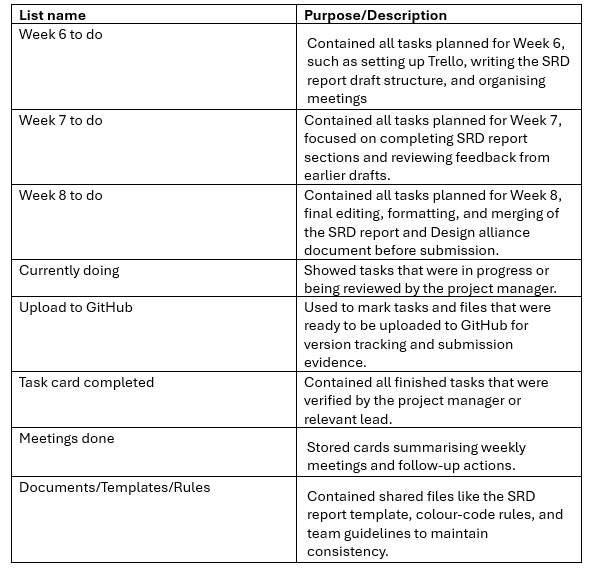 List name
Purpose/Description
Week 6 to do
Contained all tasks planned for Week 6,
such as setting up Trello, writing the SRD
report draft structure, and organising
meetings
Week 7 to do
Contained all tasks planned for Week 7,
focused on completing SRD report
sections and reviewing feedback from
earlier drafts.
Week 8 to do
Contained all tasks planned for Week 8,
final editing, formatting, and merging of
the SRD report and Design alliance
document before submission.
Currently doing
Showed tasks that were in progress or
being reviewed by the project manager.
Upload to GitHub
Used to mark tasks and files that were
ready to be uploaded to GitHub for
version tracking and submission
evidence.
Task card completed
Contained all finished tasks that were
verified by the project manager or
relevant lead.
Meetings done
Stored cards summarising weekly
meetings and follow-up actions.
Documents/Templates/Rules
Contained shared files like the SRD
report template, colour-code rules, and
team guidelines to maintain
consistency.